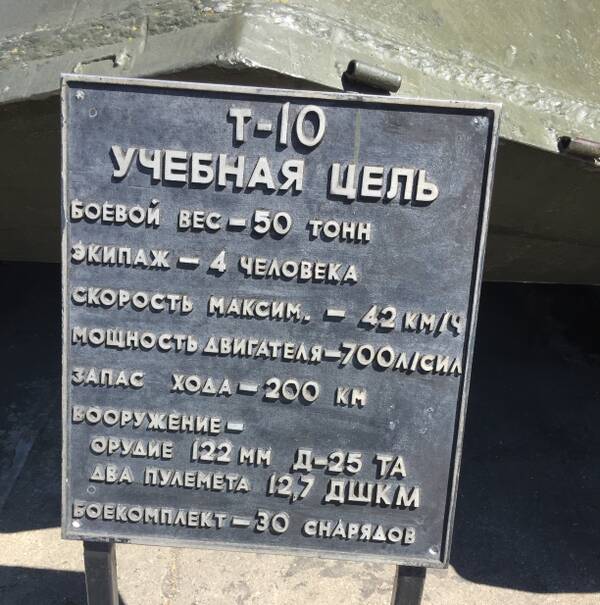 Т-10
УЧЕБНАЯ ЦЕЛЬ
БОЕВОЙ ВЕС – 50 ТОНН
ЭКИПАЖ – 4 ЧЕЛОВЕКА
СКОРОСТЬ МАКСИМ. – 42 КМ/Ч
МОЩНОСТЬ ДВИГАТЕЛЯ – 700 Л/СИЛ
ЗАПАС ХОДА – 200 КМ
ВООРУЖЕНИЕ –
ОРУДИЕ 122 ММ Д-25 ТА
ДВА ПУЛЕМЕТА 12,7 ДШКМ
БОЕКОМПЛЕКТ – 30 СНАРЯДОВ